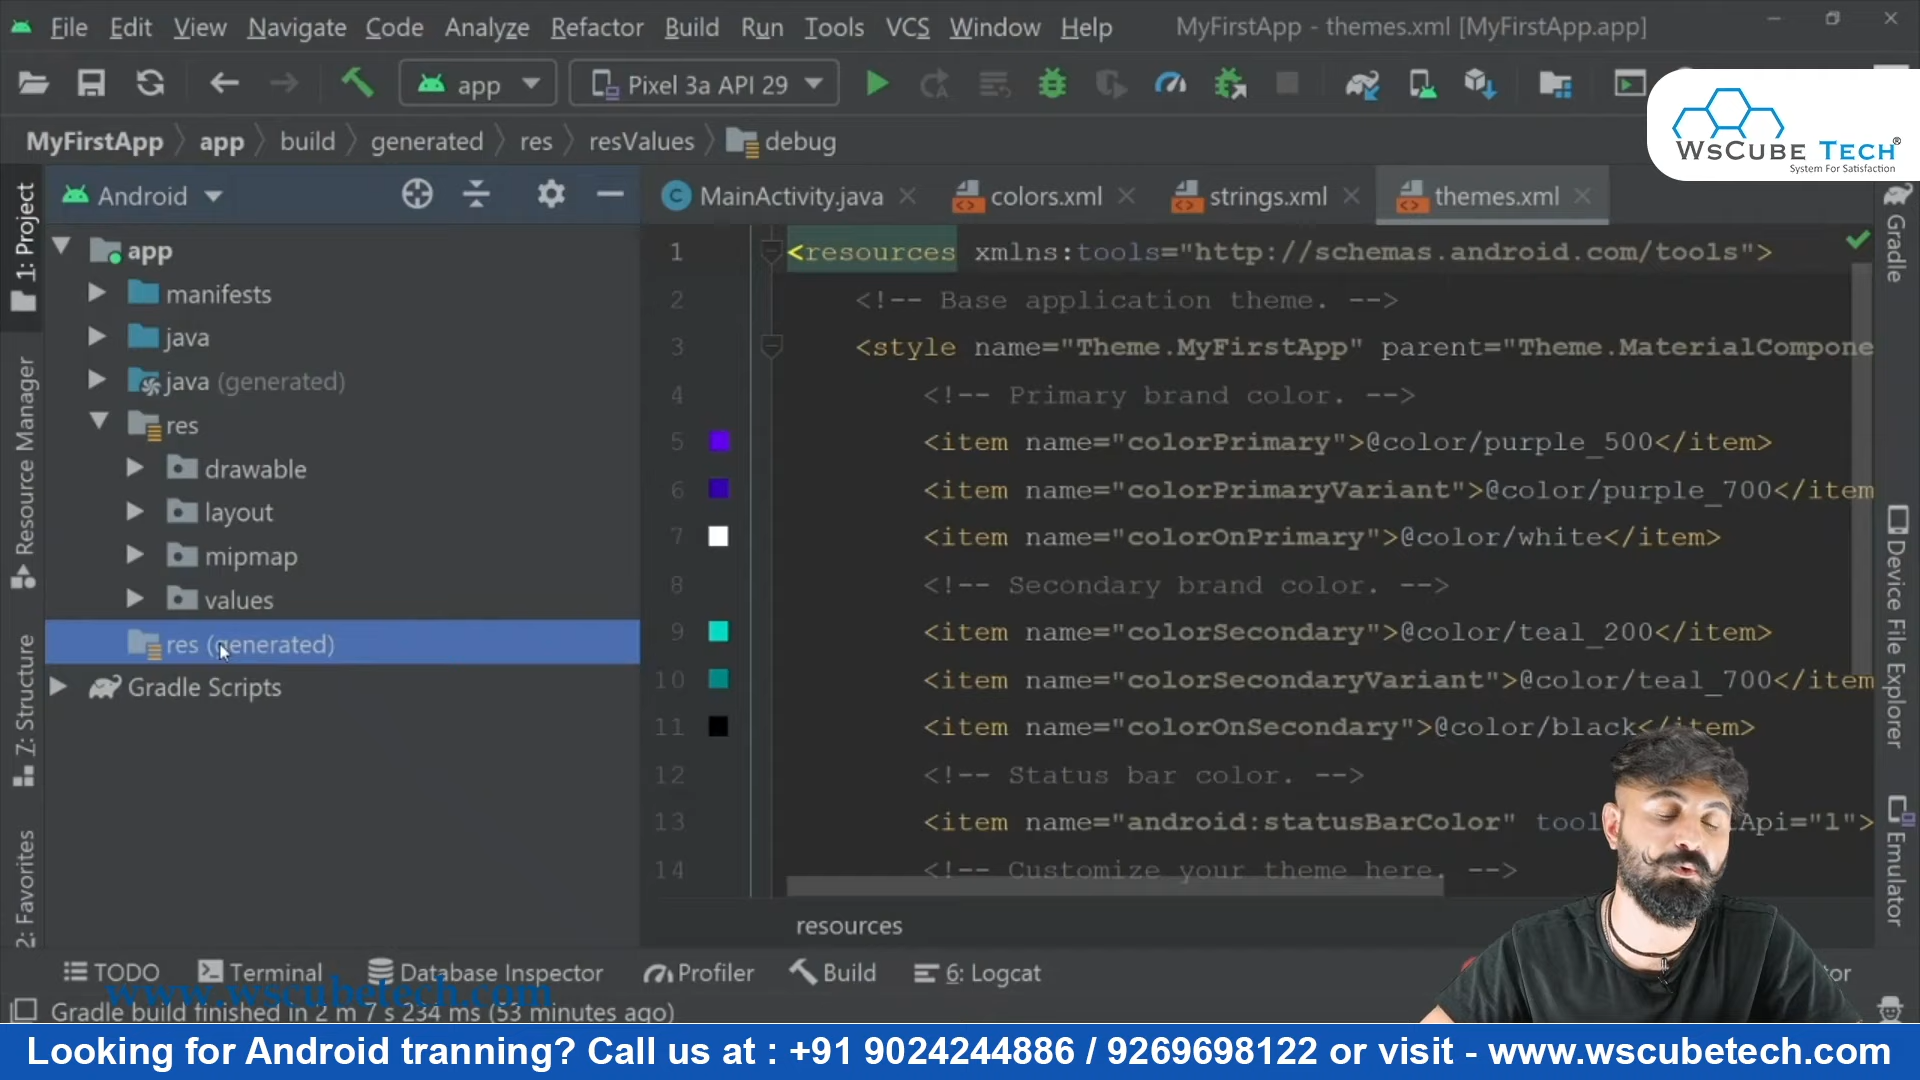 File Edit View Navigate Code Analyze Refactor Build Run Tools VCS Window Help MyFirstApp - themes.xml [MyFirstApp.app]
app Pixel 3a API 29
WsCube Tech®
System For Satisfaction
MyFirstApp app build generated res resValues debug
Android
MainActivity.java colors.xml strings.xml themes.xml
1: Project
Resource Manager
Z: Structure
2: Favorites
app
manifests
java
java (generated)
res
drawable
layout
mipmap
values
res (generated)
Gradle Scripts
1 <resources xmlns:tools="http://schemas.android.com/tools">
2 <!-- Base application theme. -->
3 <style name="Theme.MyFirstApp" parent="Theme.MaterialCompone
4 <!-- Primary brand color. -->
5 <item name="colorPrimary">@color/purple_500</item>
6 <item name="colorPrimaryVariant">@color/purple_700</item
7 <item name="colorOnPrimary">@color/white</item>
8 <!-- Secondary brand color. -->
9 <item name="colorSecondary">@color/teal_200</item>
10 <item name="colorSecondaryVariant">@color/teal_700</item
11 <item name="colorOnSecondary">@color/black</item>
12 <!-- Status bar color. -->
13 <item name="android:statusBarColor" tool Api="l">
14 <!-- Customize your theme here. -->
resources
Gradle
Device File Explorer
Emulator
TODO Terminal Database Inspector Profiler Build 6: Logcat
www.wscubetech.com
Gradle build finished in 2 m 7 s 234 ms (53 minutes ago)
Looking for Android tranning? Call us at : +91 9024244886 / 9269698122 or visit - www.wscubetech.com